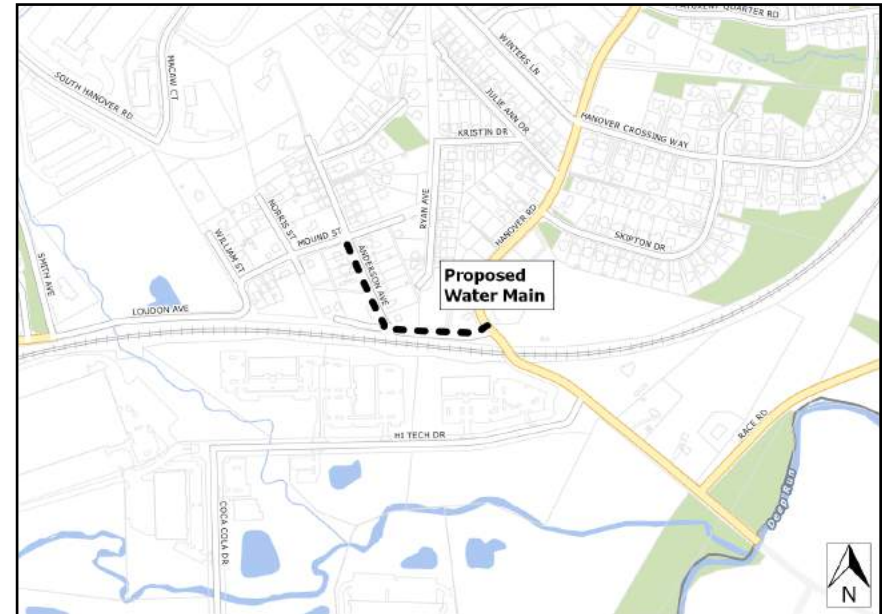 PATUXENT QUARTER RD
WINTERS LN
MACAW CT
SOUTH HANOVER RD
JULIE ANN DR
HANOVER CROSSING WAY
KRISTIN DR
RYAN AVE
HANOVER RD
SKIPTON DR
MORRIS ST
MOUND ST
WILLIAM ST
ANDERSON AVE
SMITH AVE
LOUDON AVE
Proposed
Water Main
HI TECH DR
RACE RD
COCA COLA DR
Deep Run
N